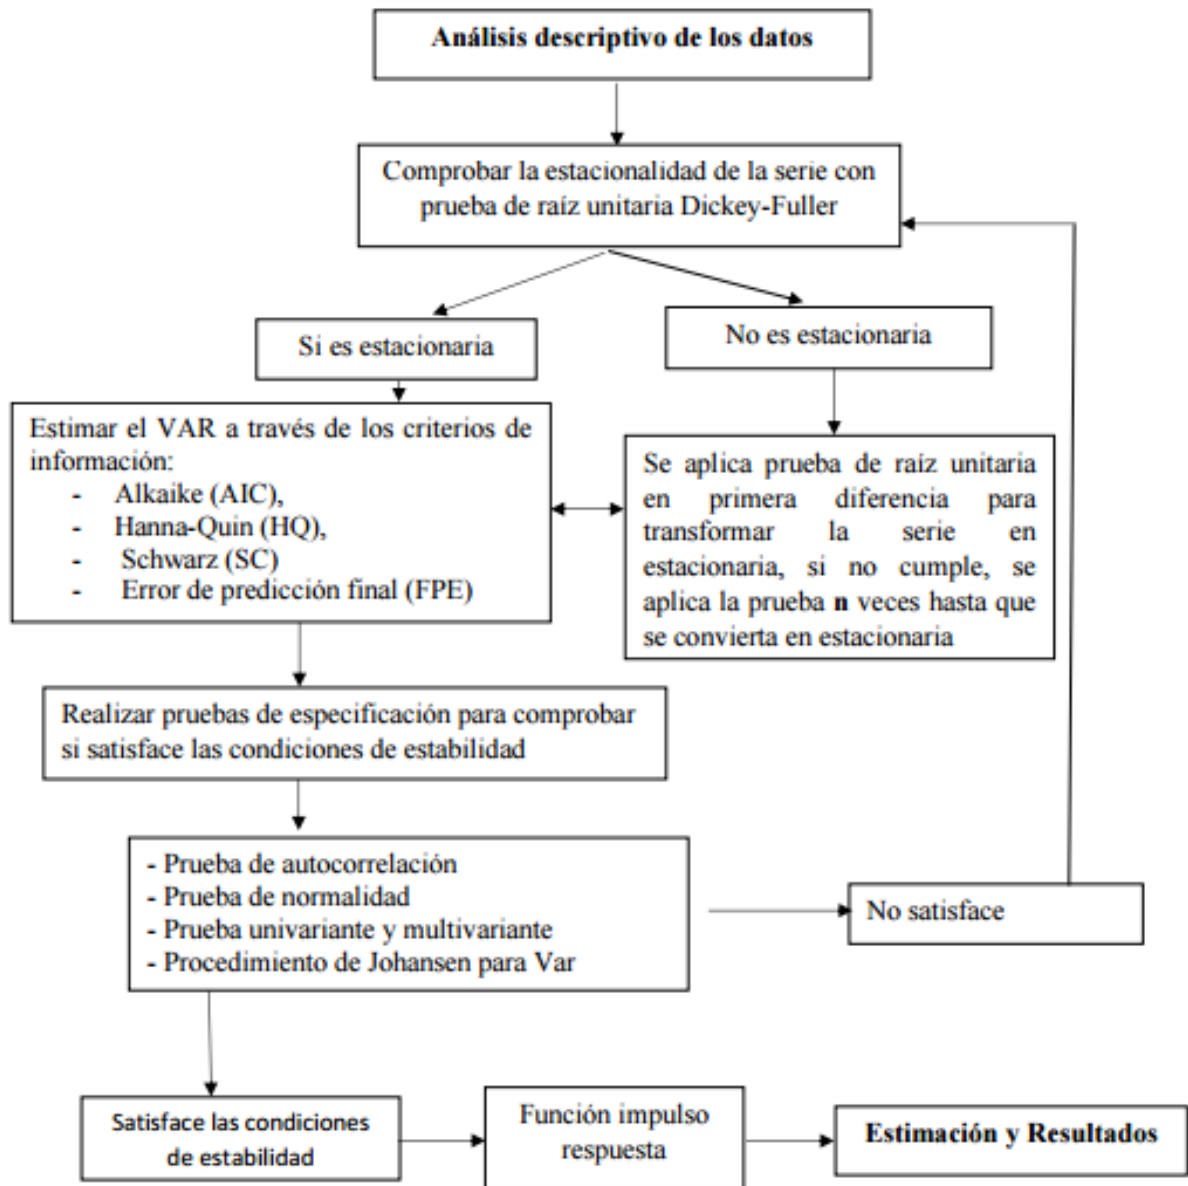 Análisis descriptivo de los datos
Comprobar la estacionalidad de la serie con
prueba de raíz unitaria Dickey-Fuller
Si es estacionaria
No es estacionaria
Estimar el VAR a través de los criterios de
información:
- Alkaike (AIC),
- Hanna-Quin (HQ),
- Schwarz (SC)
- Error de predicción final (FPE)
Se aplica prueba de raíz unitaria
en primera diferencia para
transformar la serie en
estacionaria, si no cumple, se
aplica la prueba n veces hasta que
se convierta en estacionaria
Realizar pruebas de especificación para comprobar
si satisface las condiciones de estabilidad
- Prueba de autocorrelación
- Prueba de normalidad
- Prueba univariante y multivariante
- Procedimiento de Johansen para Var
No satisface
Satisface las condiciones
de estabilidad
Función impulso
respuesta
Estimación y Resultados